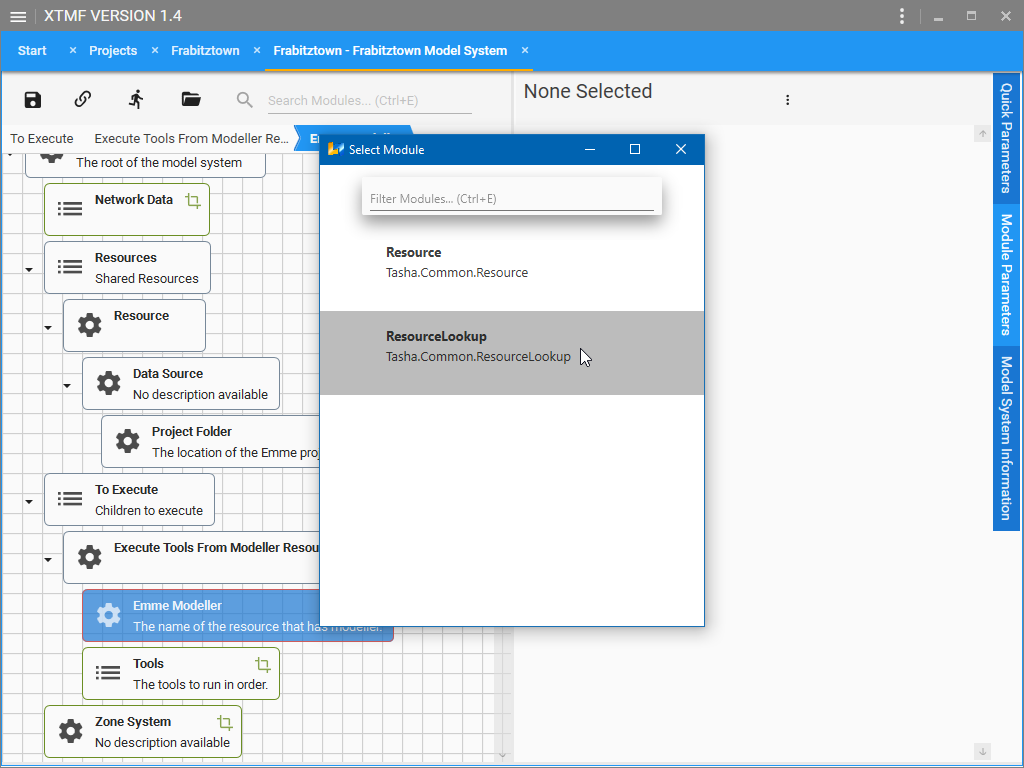 XTMF VERSION 1.4
Start × Projects × Frabitztown × Frabitztown - Frabitztown Model System ×
Search Modules... (Ctrl+E)
None Selected
To Execute Execute Tools From Modeller Re...
The root of the model system
Network Data
Resources
Shared Resources
Resource
Data Source
No description available
Project Folder
The location of the Emme proj
To Execute
Children to execute
Execute Tools From Modeller Resou
Emme Modeller
The name of the resource that has modeller.
Tools
The tools to run in order.
Zone System
No description available
Select Module
Filter Modules... (Ctrl+E)
Resource
Tasha.Common.Resource
ResourceLookup
Tasha.Common.ResourceLookup
Quick Parameters
Module Parameters
Model System Information